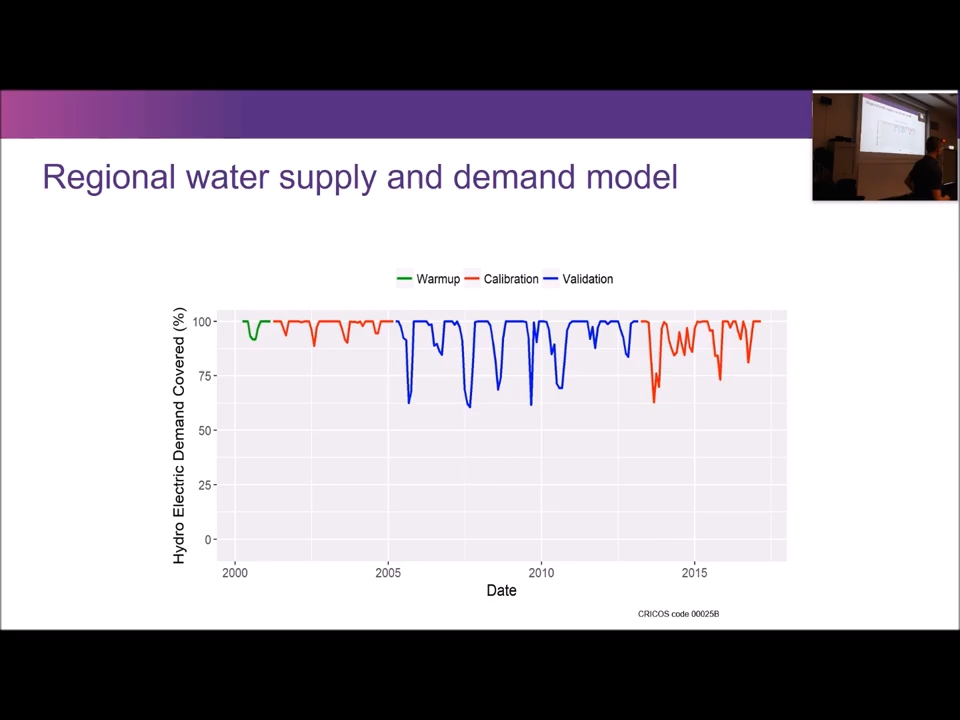 Regional water supply and demand model
Warmup Calibration Validation
Hydro Electric Demand Covered (%)
100
75
50
25
0
2000 2005 2010 2015
Date
CRICOS code 00025B